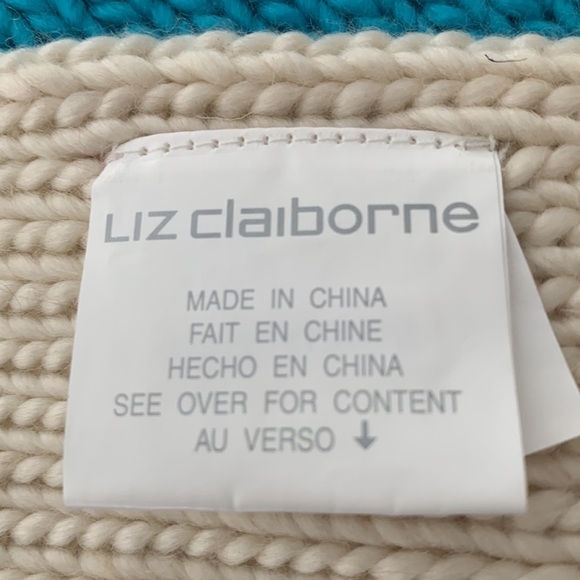 LIZ claiborne
MADE IN CHINA
FAIT EN CHINE
HECHO EN CHINA
SEE OVER FOR CONTENT
AU VERSO ↓